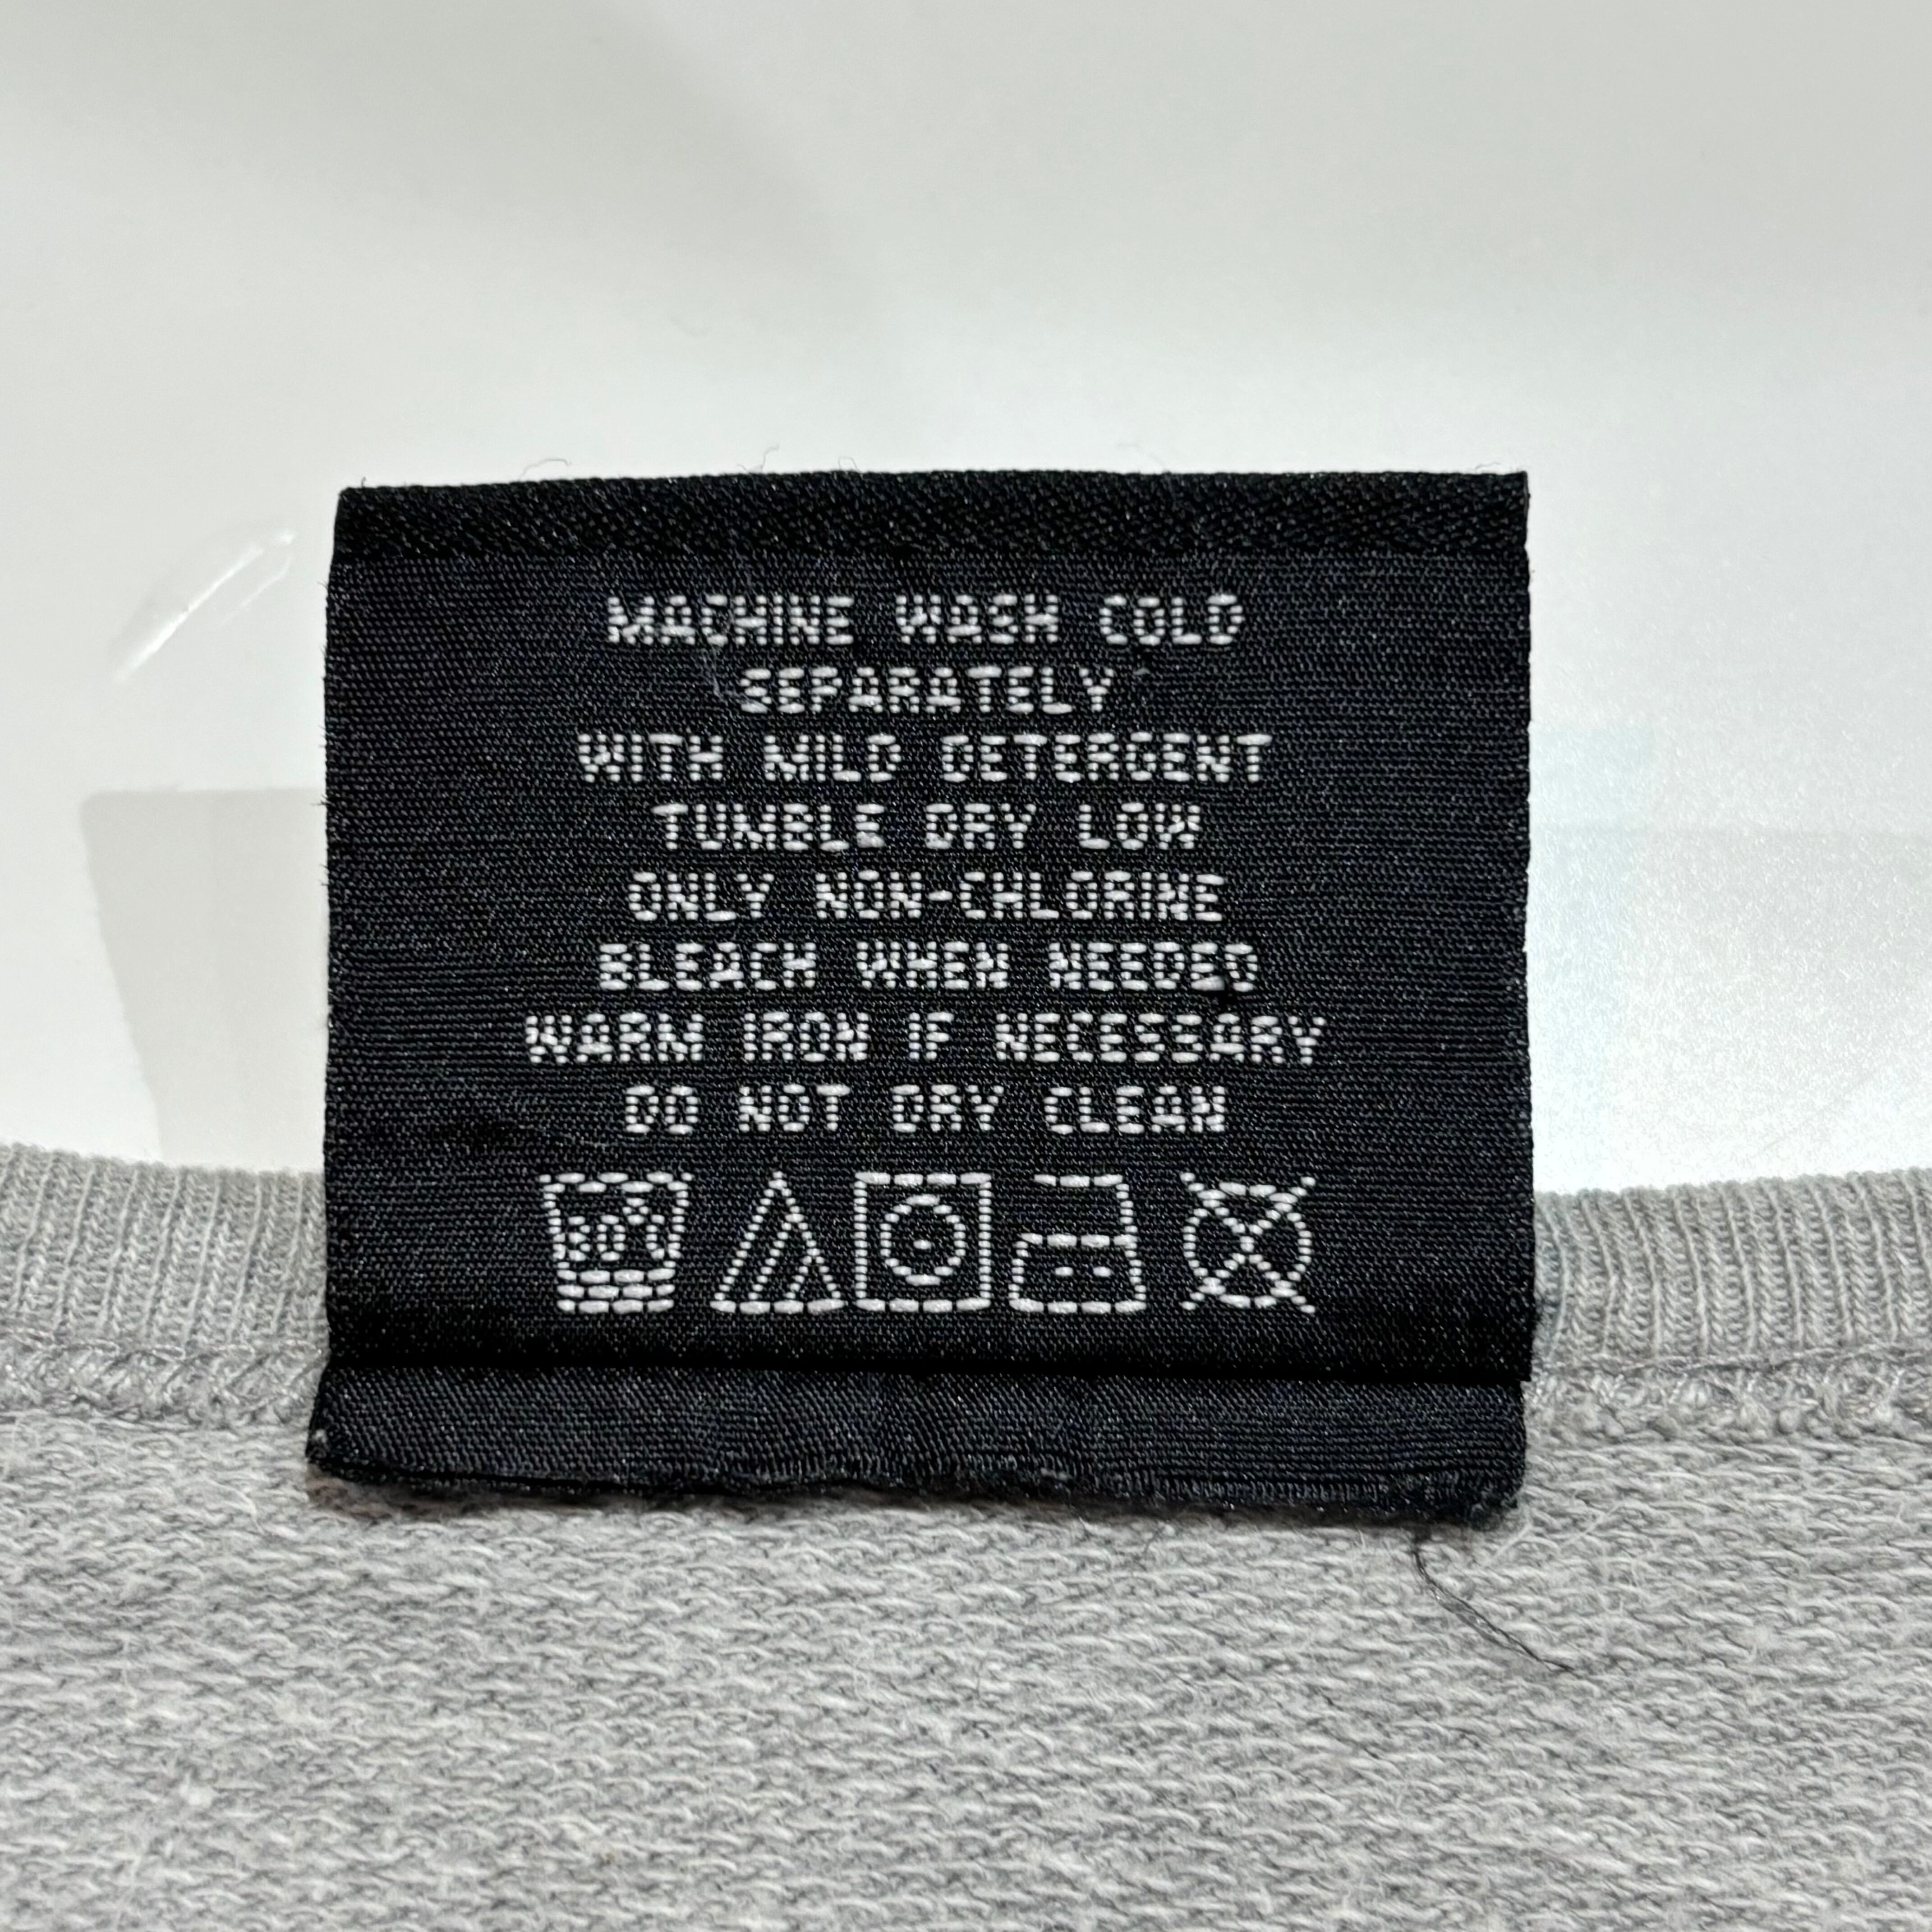 MACHINE WASH COLD
SEPARATELY
WITH MILD DETERGENT
TUMBLE DRY LOW
ONLY NON-CHLORINE
BLEACH WHEN NEEDED
WARM IRON IF NECESSARY
DO NOT DRY CLEAN
30°C